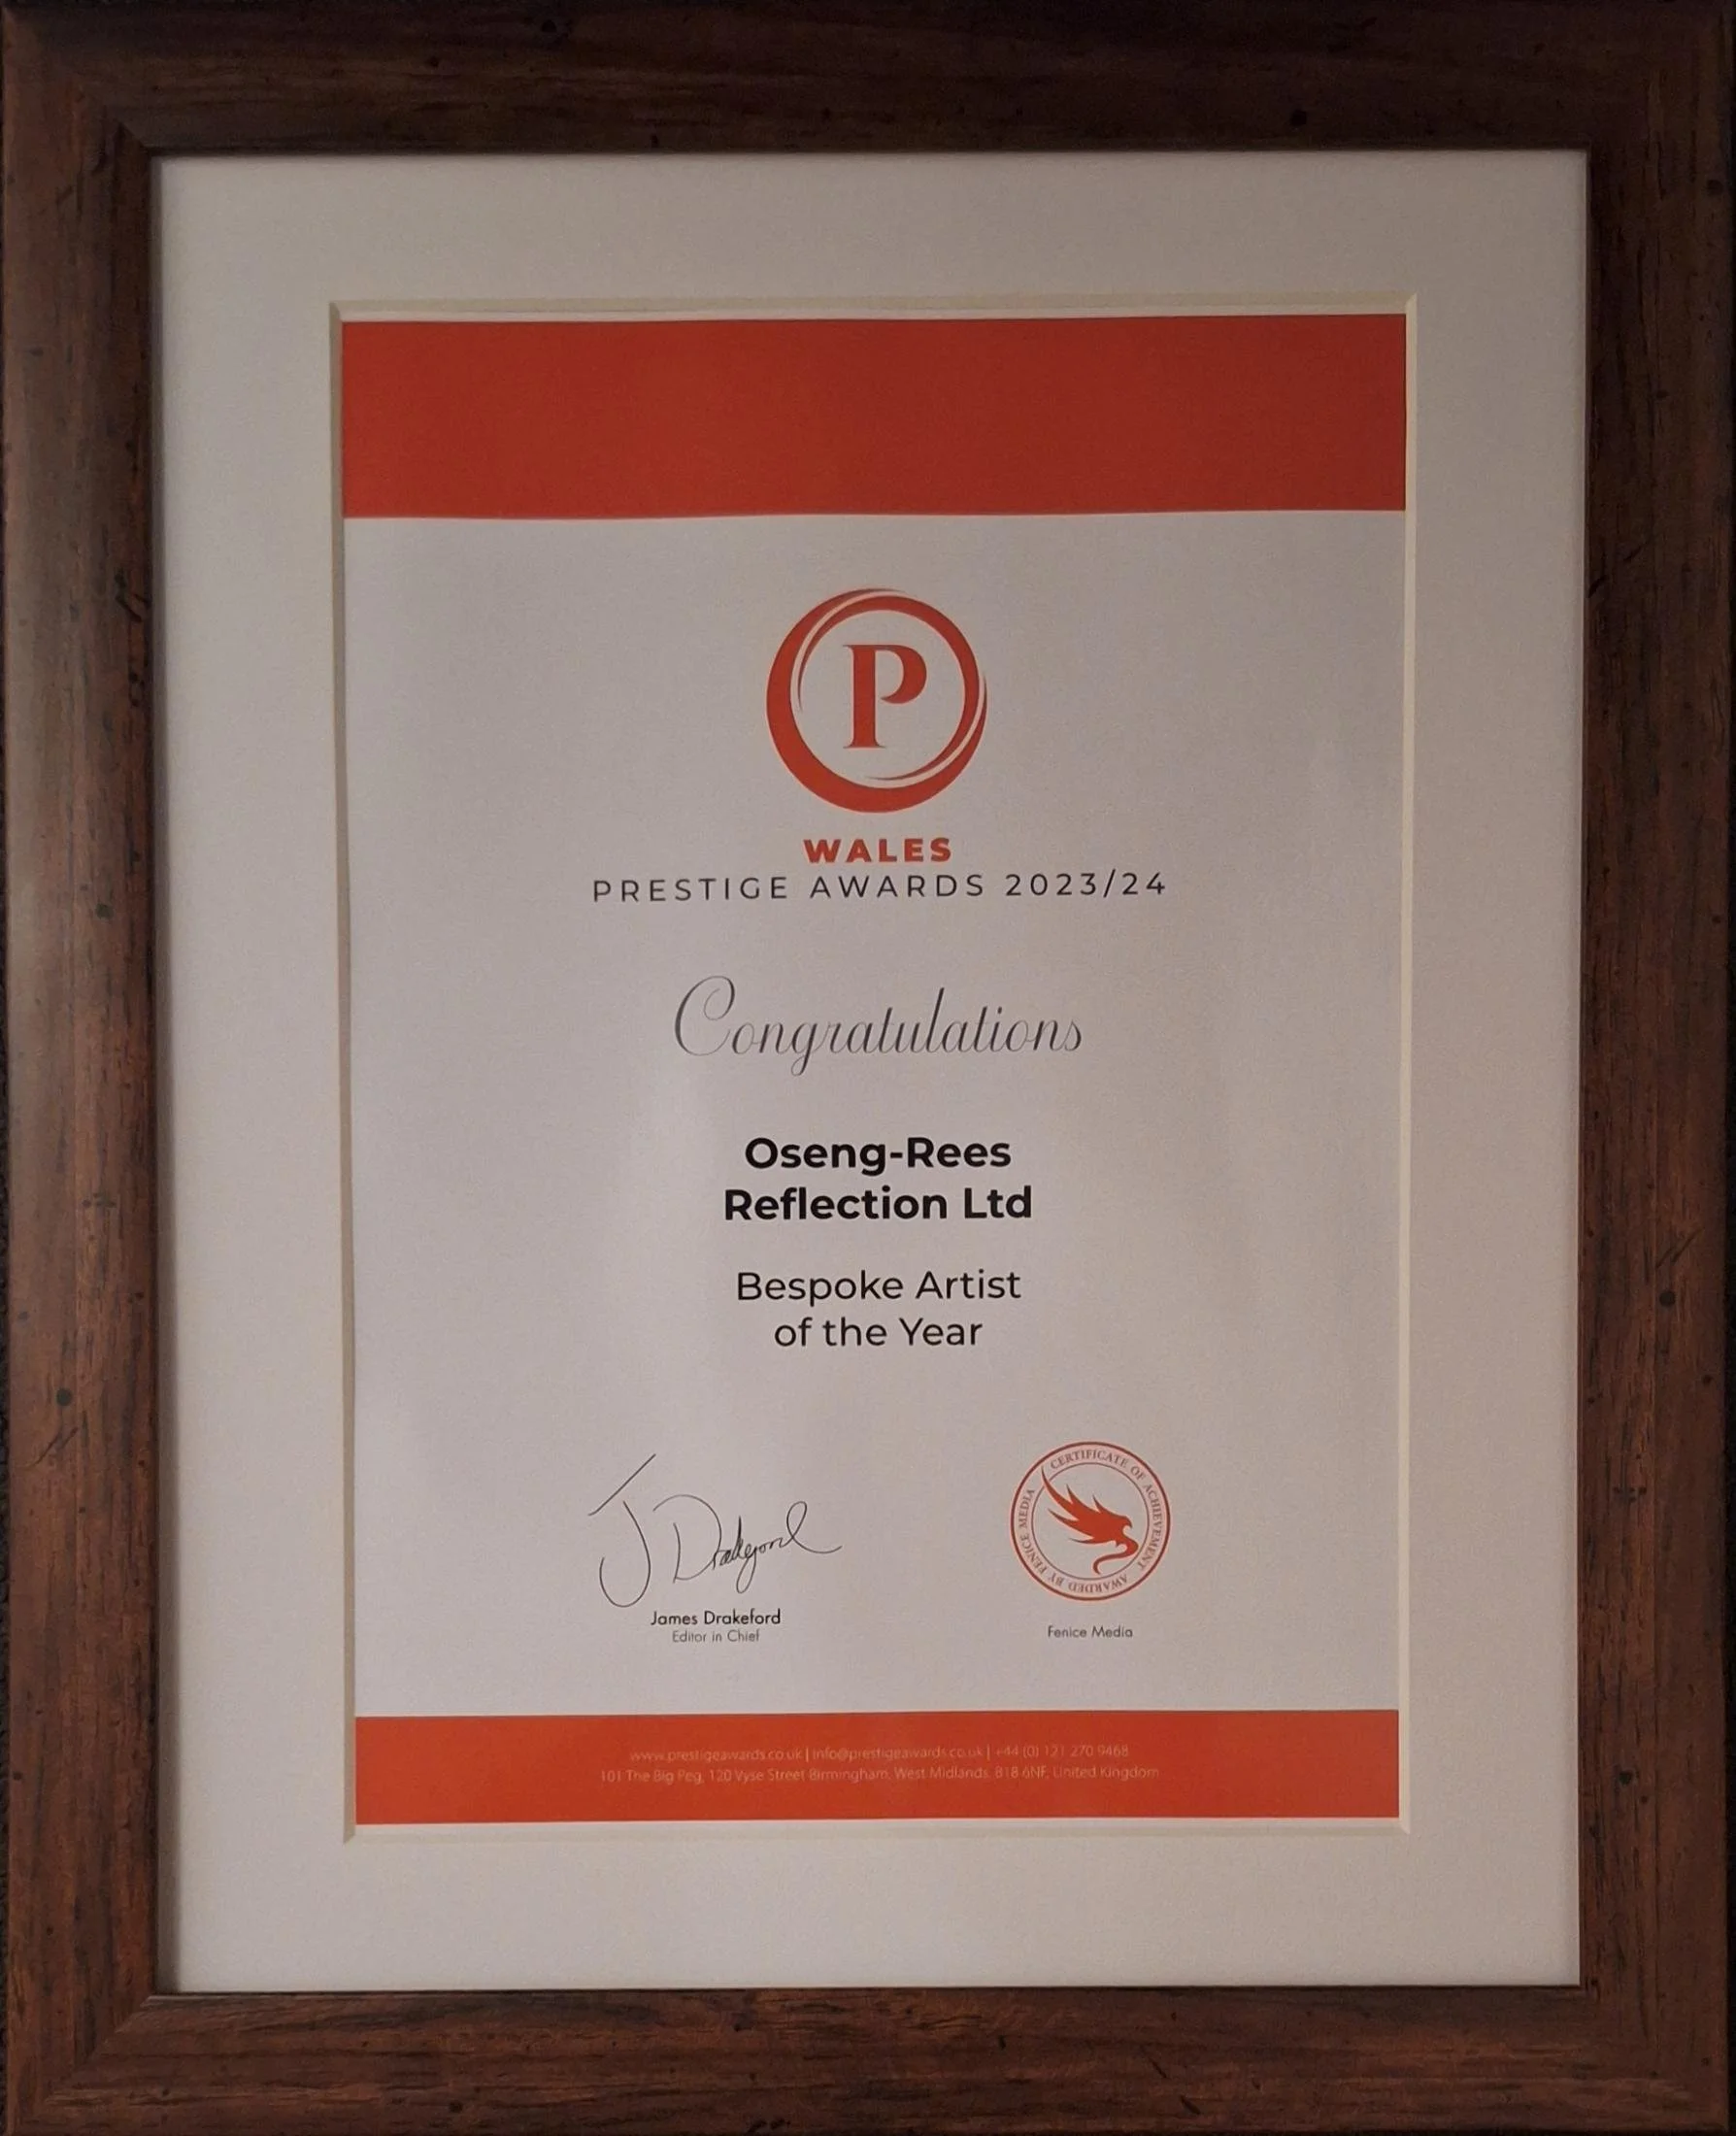 P
WALES
PRESTIGE AWARDS 2023/24
Congratulations
Oseng-Rees
Reflection Ltd
Bespoke Artist
of the Year
J Drakeford
James Drakeford
Editor in Chief
CERTIFICATE OF ACHIEVEMENT
AWARDED BY FENICE MEDIA
Fenice Media
www.prestigeawards.co.uk | info@prestigeawards.co.uk | +44 (0) 121 270 9468
101 The Big Peg, 120 Vyse Street Birmingham, West Midlands, B18 6NF, United Kingdom